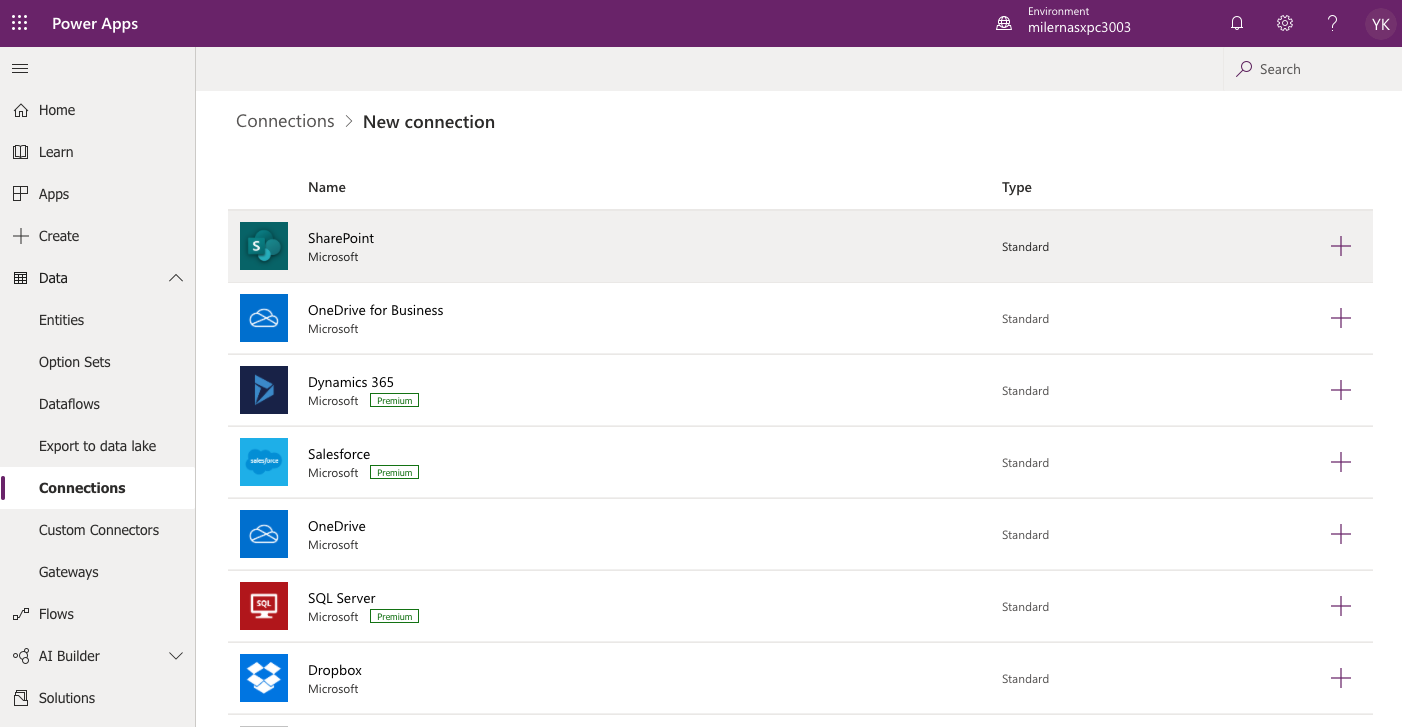 Power Apps
Environment
milernasxpc3003
YK
Search
Home
Learn
Apps
Create
Data
Entities
Option Sets
Dataflows
Export to data lake
Connections
Custom Connectors
Gateways
Flows
AI Builder
Solutions
Connections > New connection
Name Type
S
SharePoint
Microsoft
Standard
OneDrive for Business
Microsoft
Standard
Dynamics 365
Microsoft Premium
Standard
salesforce
Salesforce
Microsoft Premium
Standard
OneDrive
Microsoft
Standard
SQL
SQL Server
Microsoft Premium
Standard
Dropbox
Microsoft
Standard